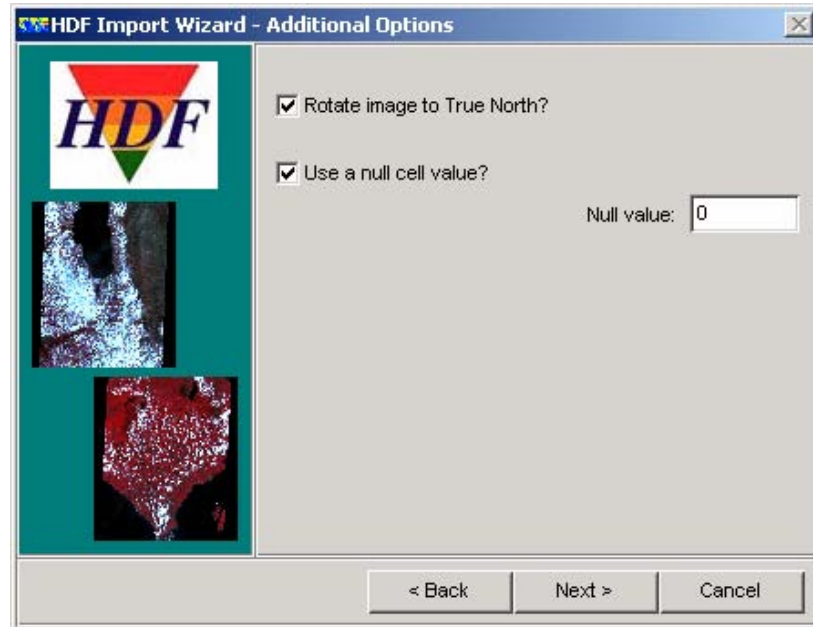 HDF Import Wizard - Additional Options
HDF
Rotate image to True North?
Use a null cell value?
Null value: 0
< Back Next > Cancel